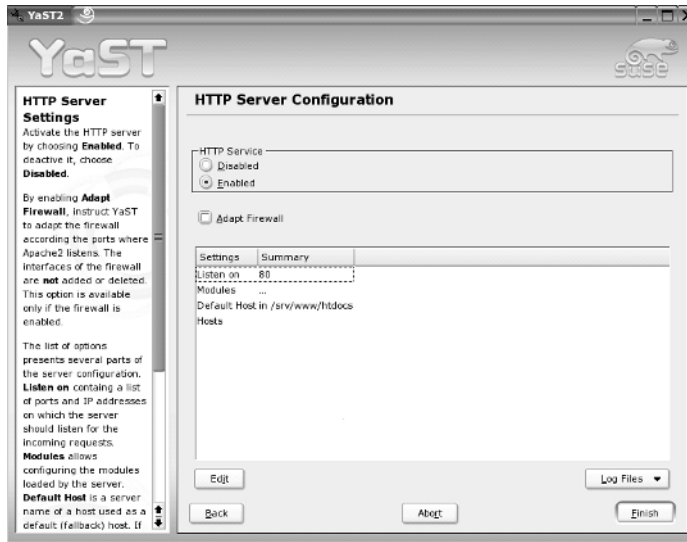 YaST2
YaST
SUSE
HTTP Server
Settings
Activate the HTTP server
by choosing Enabled. To
deactive it, choose
Disabled.
By enabling Adapt
Firewall, instruct YaST
to adapt the firewall
according the ports where
Apache2 listens. The
interfaces of the firewall
are not added or deleted.
This option is available
only if the firewall is
enabled.
The list of options
presents several parts of
the server configuration.
Listen on containg a list
of ports and IP addresses
on which the server
should listen for the
incoming requests.
Modules allows
configuring the modules
loaded by the server.
Default Host is a server
name of a host used as a
default (fallback) host. If
HTTP Server Configuration
HTTP Service
Disabled
Enabled
Adapt Firewall
Settings Summary
Listen on 80
Modules ...
Default Host in /srv/www/htdocs
Hosts
Edit
Log Files
Back
Abort
Finish